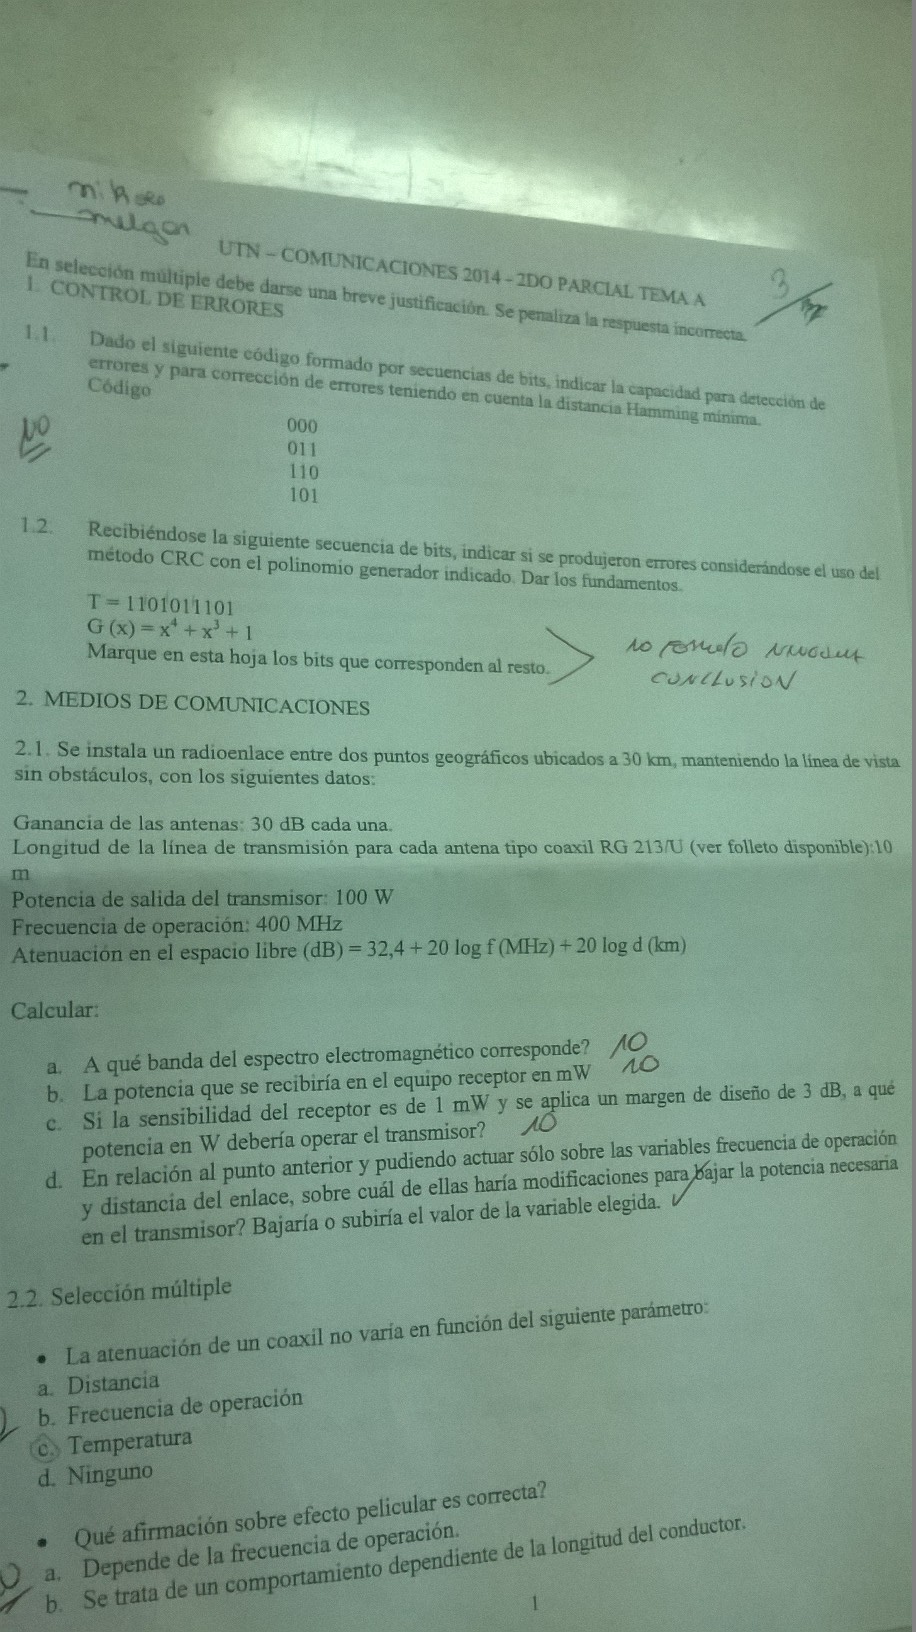 UTN – COMUNICACIONES 2014 – 2DO PARCIAL TEMA A
3
En selección múltiple debe darse una breve justificación. Se penaliza la respuesta incorrecta.
1. CONTROL DE ERRORES
1.1. Dado el siguiente código formado por secuencias de bits, indicar la capacidad para detección de
errores y para corrección de errores teniendo en cuenta la distancia Hamming mínima.
Código
NO
000
011
110
101
1.2. Recibiéndose la siguiente secuencia de bits, indicar si se produjeron errores considerándose el uso del
método CRC con el polinomio generador indicado. Dar los fundamentos.
T = 1101011101
G (x) = x⁴ + x³ + 1
Marque en esta hoja los bits que corresponden al resto.
NO
CONCLUSION
2. MEDIOS DE COMUNICACIONES
2.1. Se instala un radioenlace entre dos puntos geográficos ubicados a 30 km, manteniendo la línea de vista
sin obstáculos, con los siguientes datos:
Ganancia de las antenas: 30 dB cada una.
Longitud de la línea de transmisión para cada antena tipo coaxil RG 213/U (ver folleto disponible):10
m
Potencia de salida del transmisor: 100 W
Frecuencia de operación: 400 MHz
Atenuación en el espacio libre (dB) = 32,4 + 20 log f (MHz) + 20 log d (km)
Calcular:
a. A qué banda del espectro electromagnético corresponde? 10
b. La potencia que se recibiría en el equipo receptor en mW 10
c. Si la sensibilidad del receptor es de 1 mW y se aplica un margen de diseño de 3 dB, a qué
potencia en W debería operar el transmisor? 10
d. En relación al punto anterior y pudiendo actuar sólo sobre las variables frecuencia de operación
y distancia del enlace, sobre cuál de ellas haría modificaciones para bajar la potencia necesaria
en el transmisor? Bajaría o subiría el valor de la variable elegida.
2.2. Selección múltiple
• La atenuación de un coaxil no varía en función del siguiente parámetro:
a. Distancia
b. Frecuencia de operación
c. Temperatura
d. Ninguno
• Qué afirmación sobre efecto pelicular es correcta?
a. Depende de la frecuencia de operación.
b. Se trata de un comportamiento dependiente de la longitud del conductor.
1